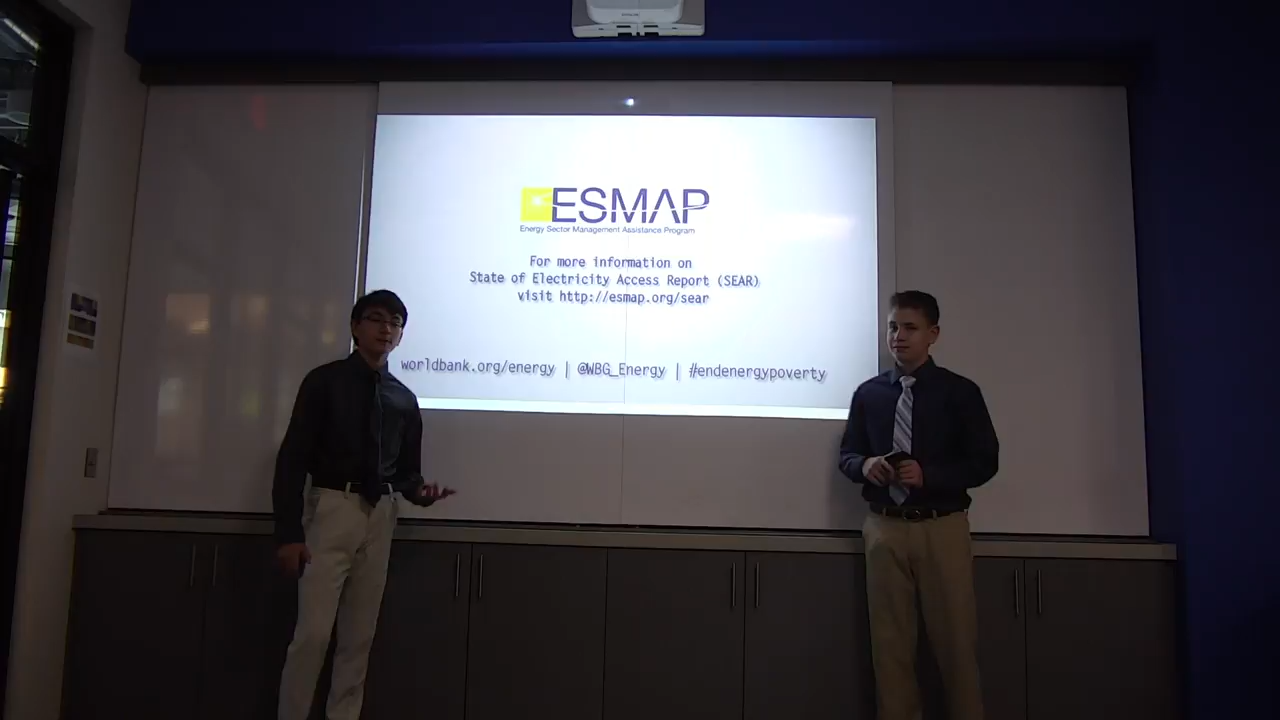 ESMAP
Energy Sector Management Assistance Program
For more information on
State of Electricity Access Report (SEAR)
visit http://esmap.org/sear
worldbank.org/energy | @WBG_Energy | #endenergypoverty